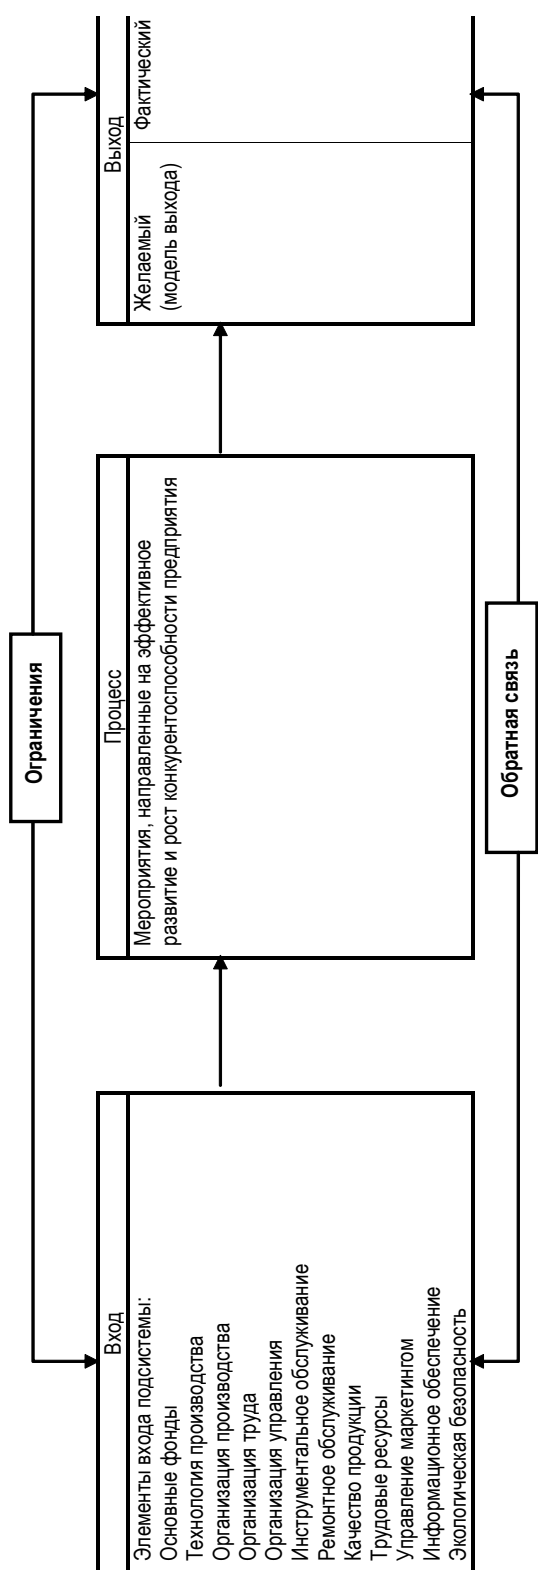 Ограничения
Вход
Элементы входа подсистемы:
Основные фонды
Технология производства
Организация производства
Организация труда
Организация управления
Инструментальное обслуживание
Ремонтное обслуживание
Качество продукции
Трудовые ресурсы
Управление маркетингом
Информационное обеспечение
Экологическая безопасность
Процесс
Мероприятия, направленные на эффективное
развитие и рост конкурентоспособности предприятия
Выход
Желаемый
(модель выхода)
Фактический
Обратная связь